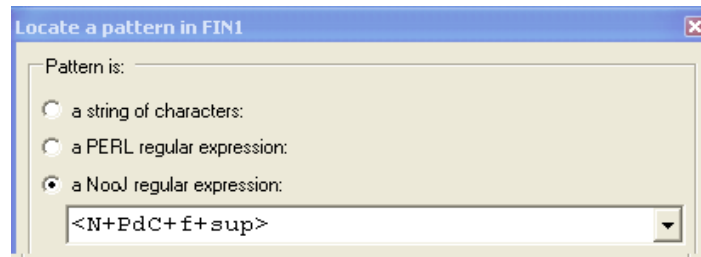 Locate a pattern in FIN1
Pattern is:
a string of characters:
a PERL regular expression:
a NooJ regular expression:
<N+PdC+f+sup>